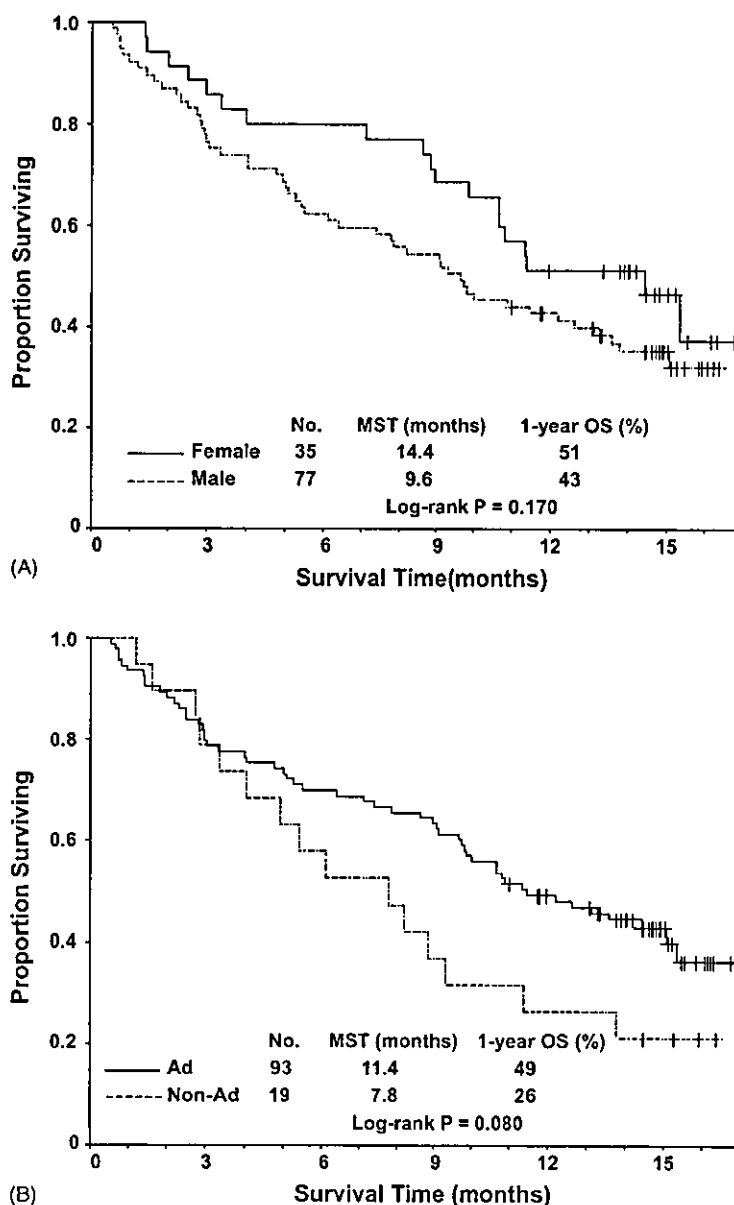 1.0
0.8
0.6
0.4
0.2
0
Proportion Surviving
No. MST (months) 1-year OS (%)
Female 35 14.4 51
Male 77 9.6 43
Log-rank P = 0.170
0 3 6 9 12 15
Survival Time(months)
(A)
1.0
0.8
0.6
0.4
0.2
0
Proportion Surviving
No. MST (months) 1-year OS (%)
Ad 93 11.4 49
Non-Ad 19 7.8 26
Log-rank P = 0.080
0 3 6 9 12 15
Survival Time (months)
(B)